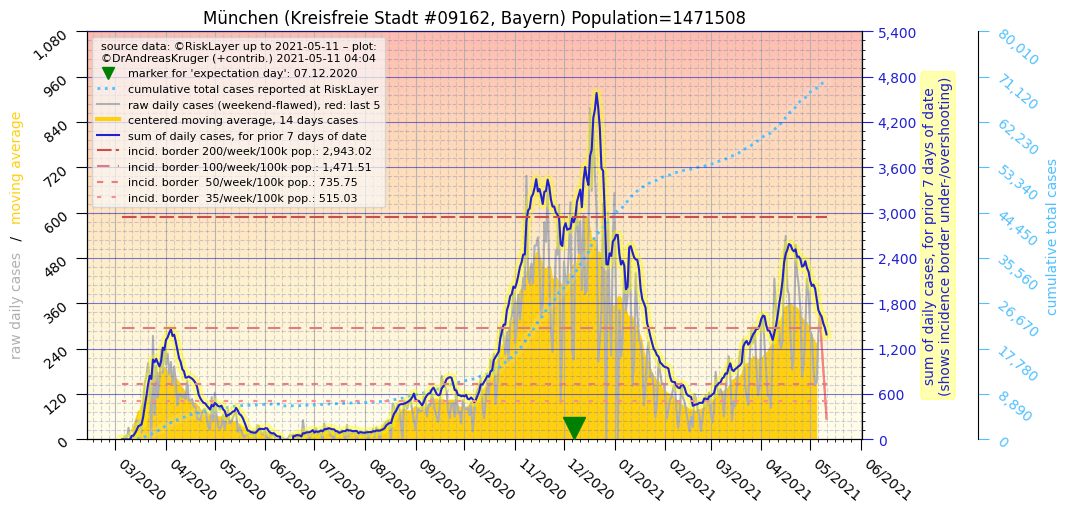 München (Kreisfreie Stadt #09162, Bayern) Population=1471508
source data: ©RiskLayer up to 2021-05-11 – plot:
©DrAndreasKruger (+contrib.) 2021-05-11 04:04
marker for 'expectation day': 07.12.2020
cumulative total cases reported at RiskLayer
raw daily cases (weekend-flawed), red: last 5
centered moving average, 14 days cases
sum of daily cases, for prior 7 days of date
incid. border 200/week/100k pop.: 2,943.02
incid. border 100/week/100k pop.: 1,471.51
incid. border  50/week/100k pop.: 735.75
incid. border  35/week/100k pop.: 515.03
raw daily cases / moving average
1,080
960
840
720
600
480
360
240
120
0
03/2020
04/2020
05/2020
06/2020
07/2020
08/2020
09/2020
10/2020
11/2020
12/2020
01/2021
02/2021
03/2021
04/2021
05/2021
06/2021
5,400
4,800
4,200
3,600
3,000
2,400
1,800
1,200
600
0
sum of daily cases, for prior 7 days of date
(shows incidence border under-/overshooting)
80,010
71,120
62,230
53,340
44,450
35,560
26,670
17,780
8,890
0
cumulative total cases